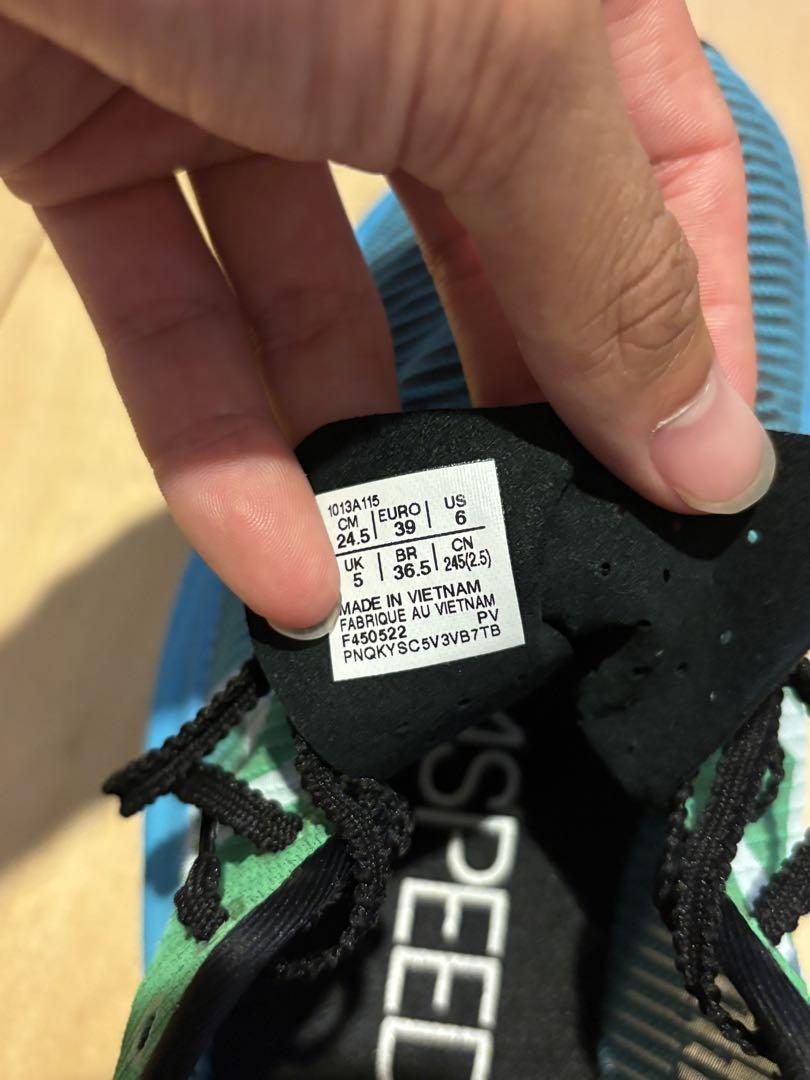 1013A115
CM 24.5 | EURO 39 | US 6
UK 5 | BR 36.5 | CN 245(2.5)
MADE IN VIETNAM
FABRIQUE AU VIETNAM
F450522 PV
PNQKYSC5V3VB7TB
SPEED